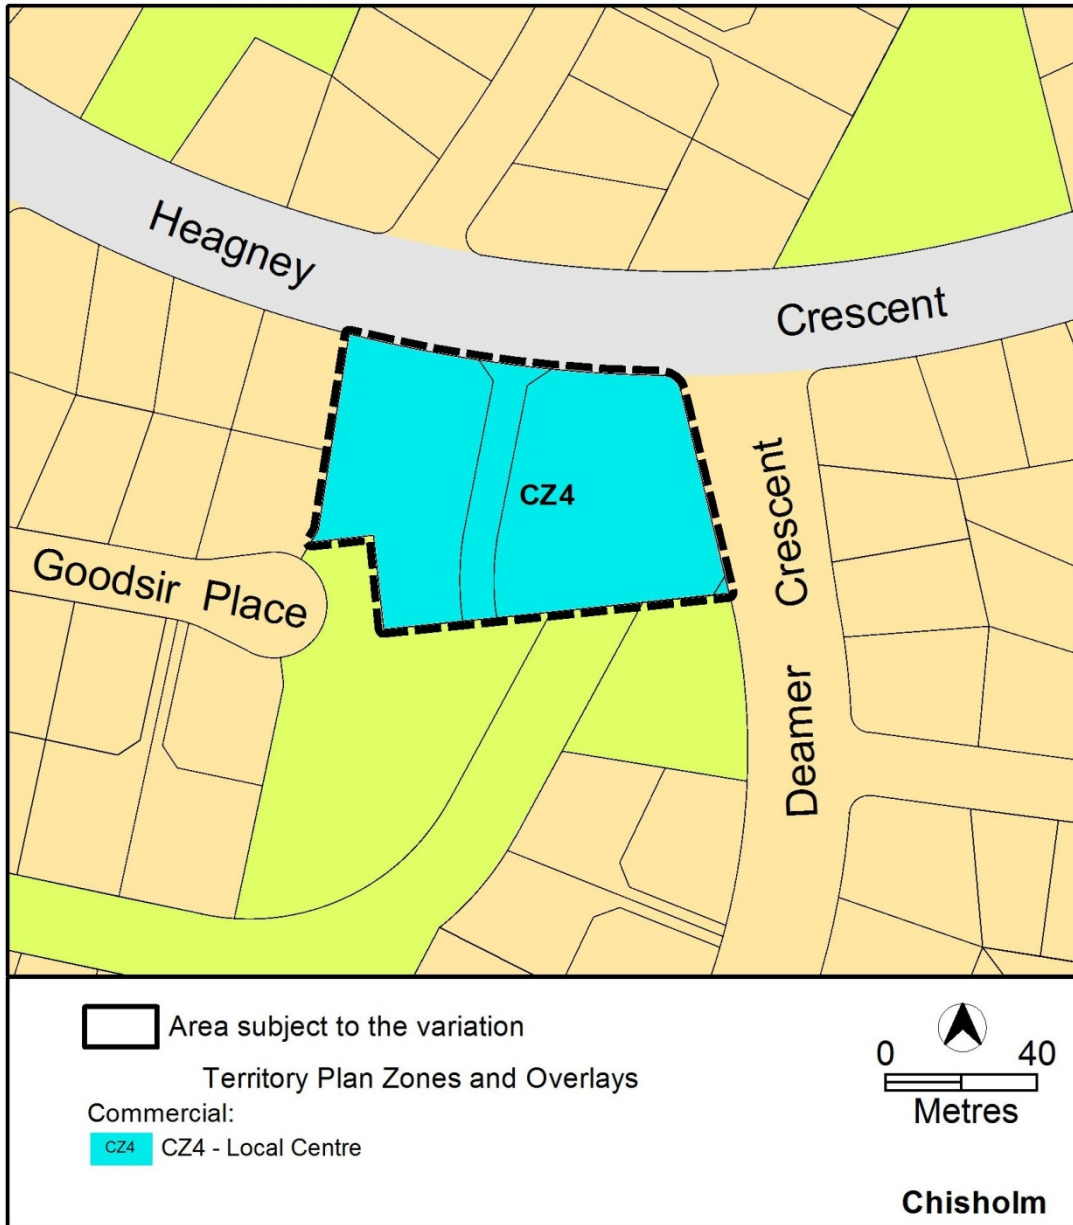 Heagney
Crescent
CZ4
Crescent
Goodsir Place
Deamer
Area subject to the variation
Territory Plan Zones and Overlays
Commercial:
CZ4 CZ4 - Local Centre
0 40
Metres
Chisholm